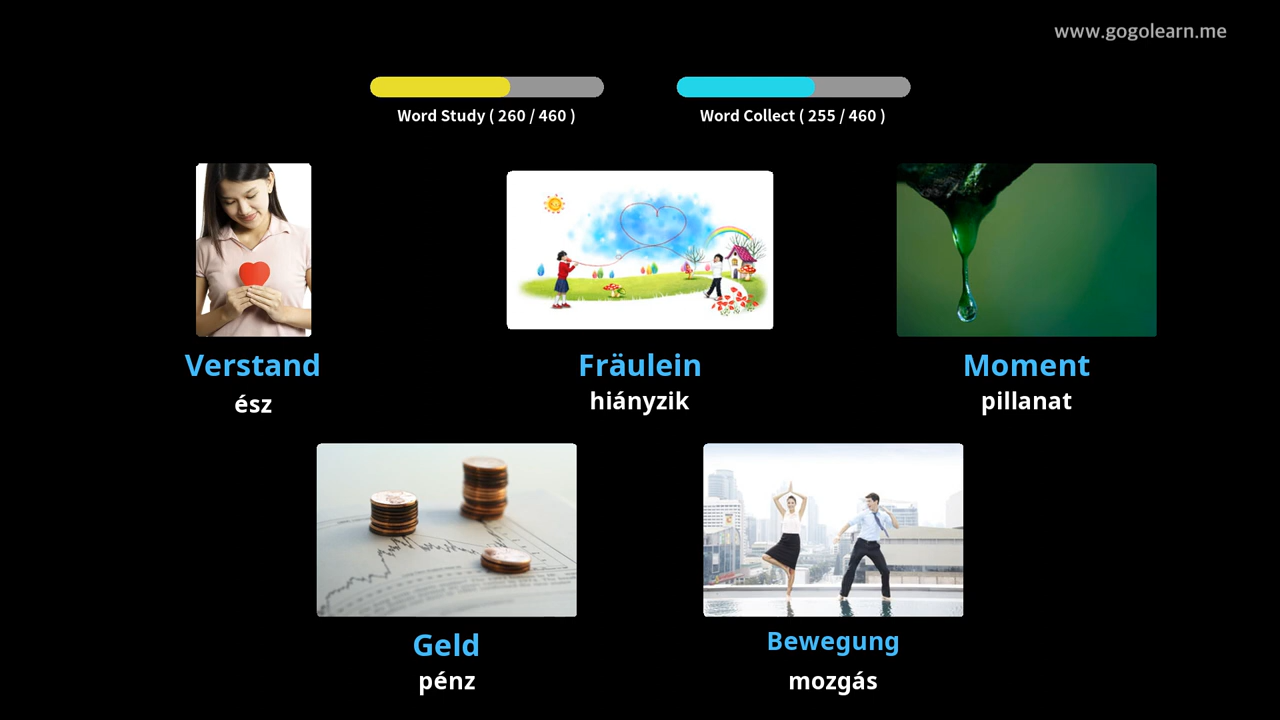 www.gogolearn.me
Word Study ( 260 / 460 )
Word Collect ( 255 / 460 )
Verstand
ész
Fräulein
hiányzik
Moment
pillanat
Geld
pénz
Bewegung
mozgás